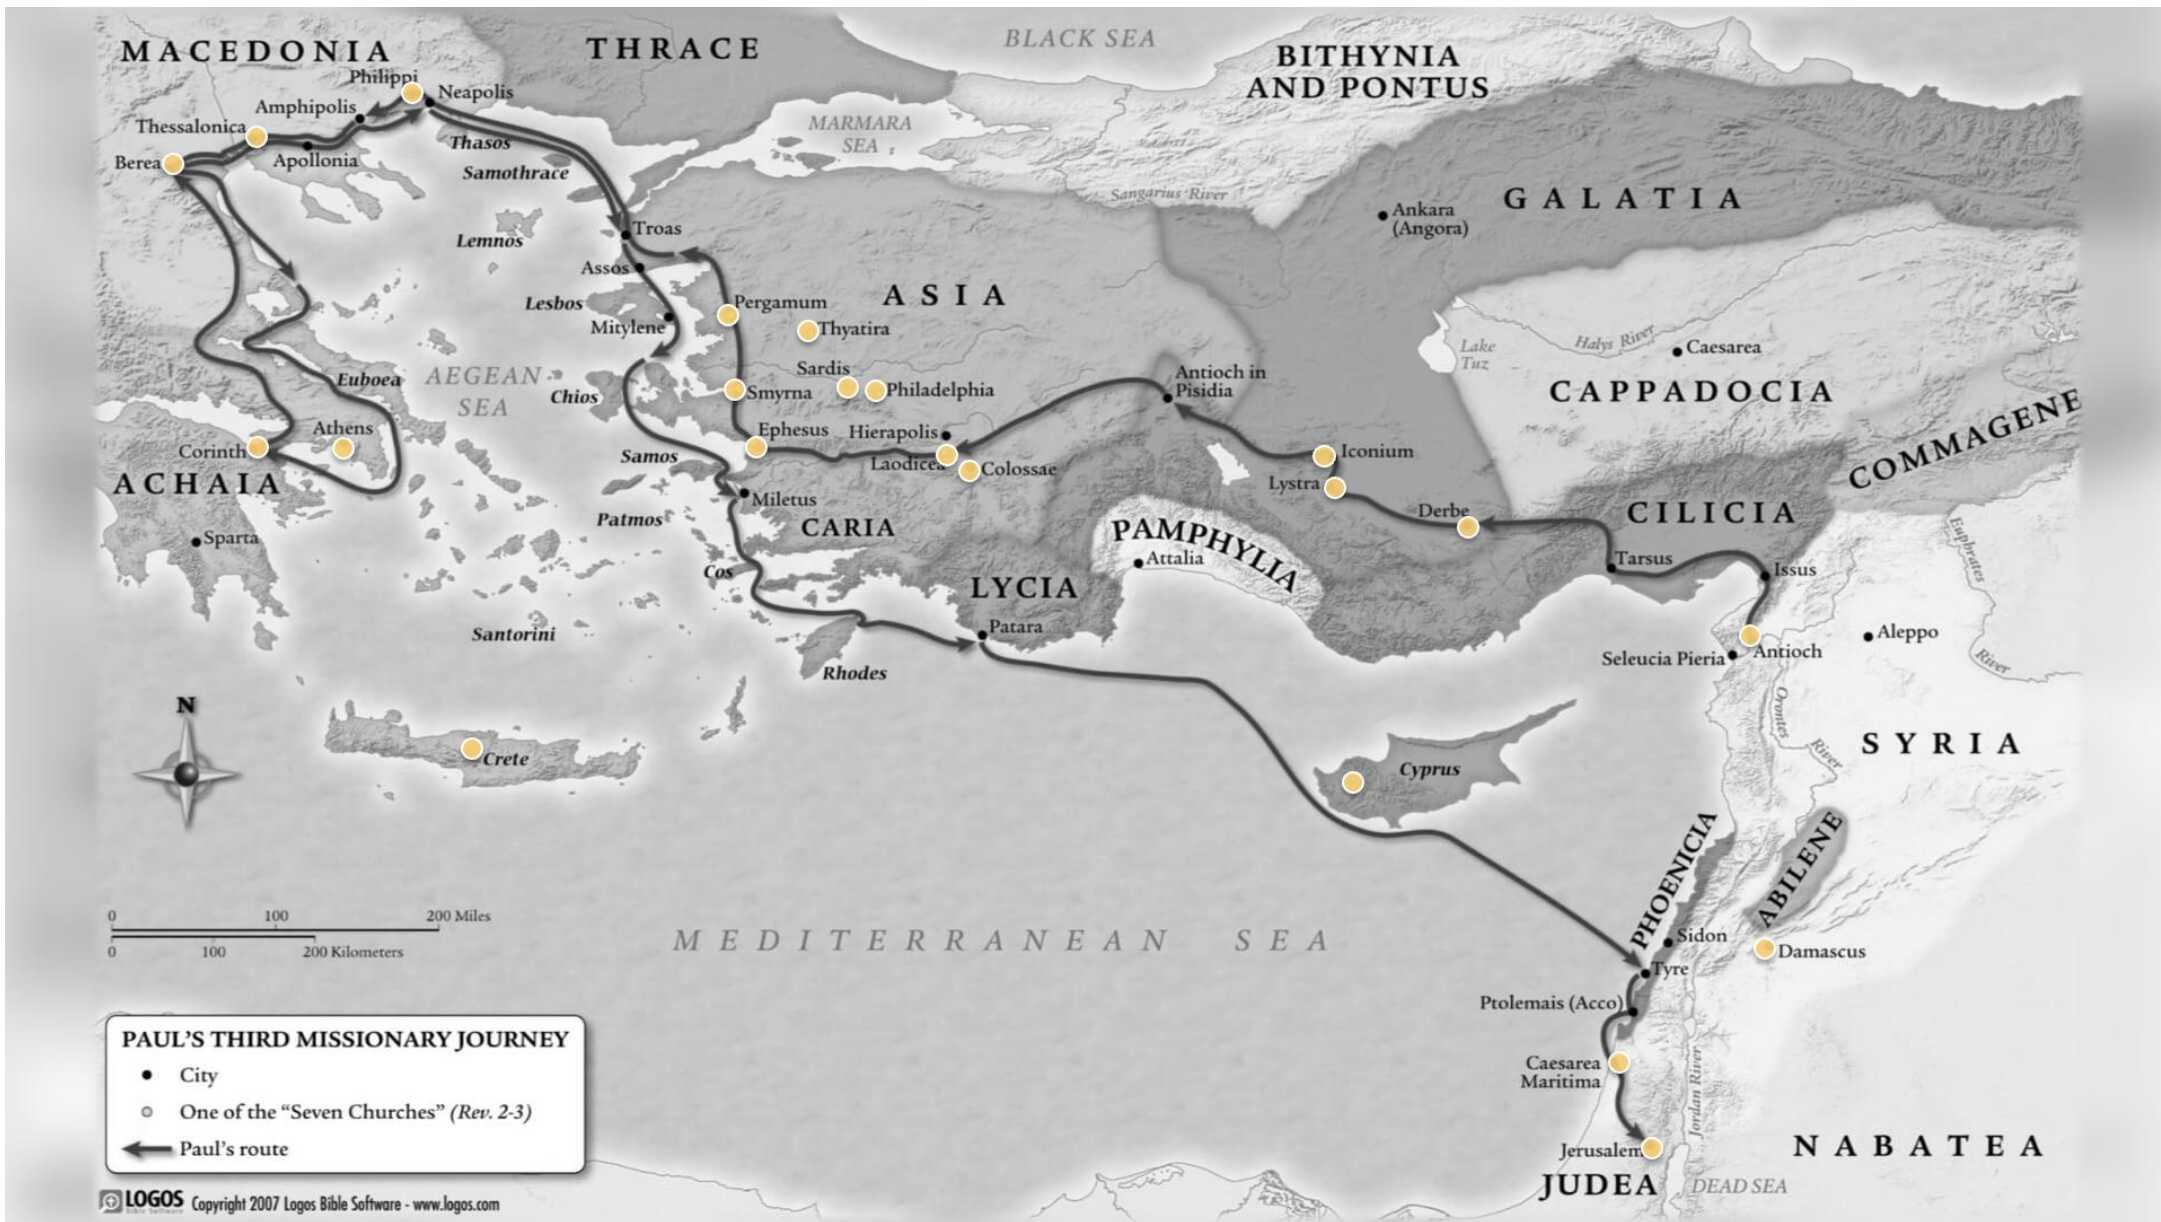 MACEDONIA
THRACE
BLACK SEA
BITHYNIA
AND PONTUS
Philippi
Neapolis
Amphipolis
Thessalonica
Apollonia
Berea
Thasos
Samothrace
MARMARA
SEA
Sangarius River
GALATIA
Ankara
(Angora)
Lemnos
Troas
Assos
Lesbos
Mitylene
ASIA
Pergamum
Thyatira
Lake
Tuz
Halys River
Caesarea
CAPPADOCIA
COMMAGENE
AEGEAN
SEA
Euboea
Chios
Sardis
Smyrna
Philadelphia
Antioch in
Pisidia
Corinth
Athens
ACHAIA
Sparta
Ephesus
Hierapolis
Laodicea
Colossae
Samos
Miletus
Patmos
CARIA
Iconium
Lystra
Derbe
CILICIA
Tarsus
Issus
Euphrates
River
PAMPHYLIA
Attalia
Cos
LYCIA
Patara
Santorini
Rhodes
Seleucia Pieria
Antioch
Aleppo
Orontes
River
SYRIA
N
Crete
Cyprus
PHOENICIA
ABILENE
MEDITERRANEAN SEA
Sidon
Damascus
Tyre
Ptolemais (Acco)
Caesarea
Maritima
Jordan River
Jerusalem
JUDEA
DEAD SEA
NABATEA
0 100 200 Miles
0 100 200 Kilometers
PAUL'S THIRD MISSIONARY JOURNEY
City
One of the “Seven Churches” (Rev. 2-3)
Paul's route
LOGOS
Bible Software
Copyright 2007 Logos Bible Software - www.logos.com